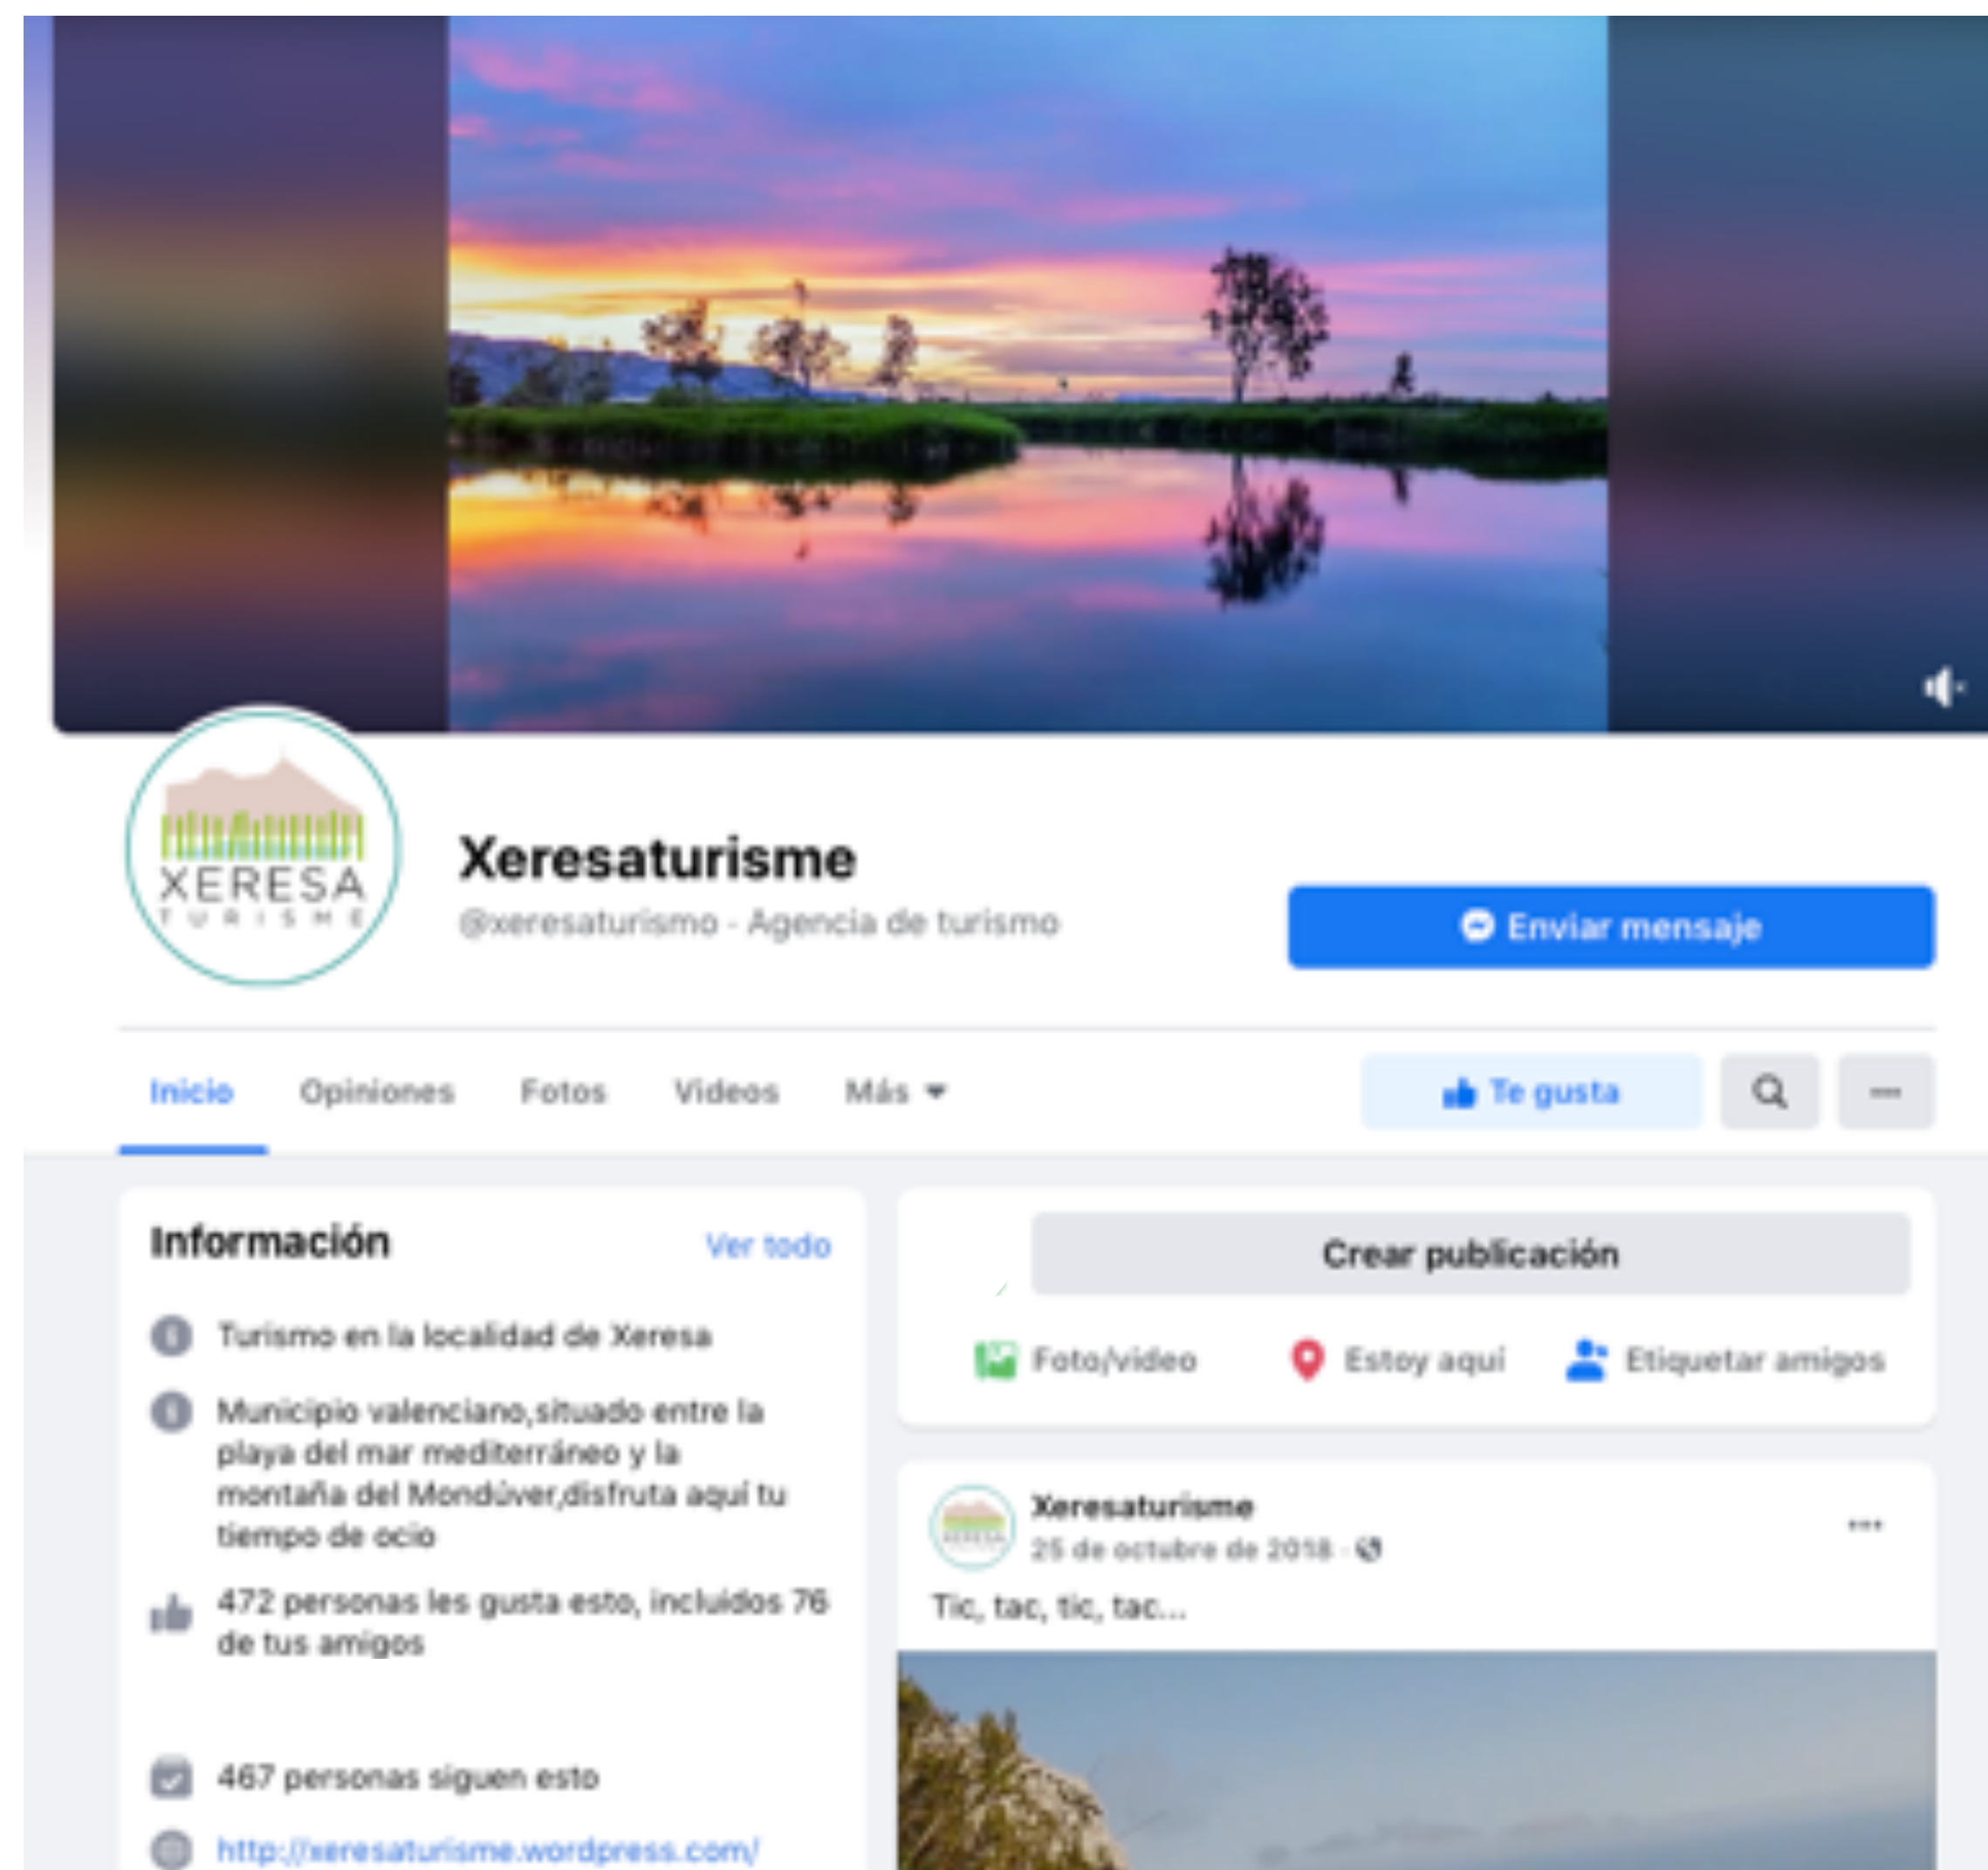 XERESA
TURISME
Xeresaturisme
@xeresaturismo - Agencia de turismo
Enviar mensaje
Inicio
Opiniones
Fotos
Videos
Más
Te gusta
Información
Ver todo
Turismo en la localidad de Xeresa
Municipio valenciano,situado entre la
playa del mar mediterráneo y la
montaña del Mondúver,disfruta aquí tu
tiempo de ocio
472 personas les gusta esto, incluidos 76
de tus amigos
467 personas siguen esto
http://xeresaturisme.wordpress.com/
Crear publicación
Foto/video
Estoy aquí
Etiquetar amigos
XERESA
Xeresaturisme
25 de octubre de 2018 ·
Tic, tac, tic, tac...